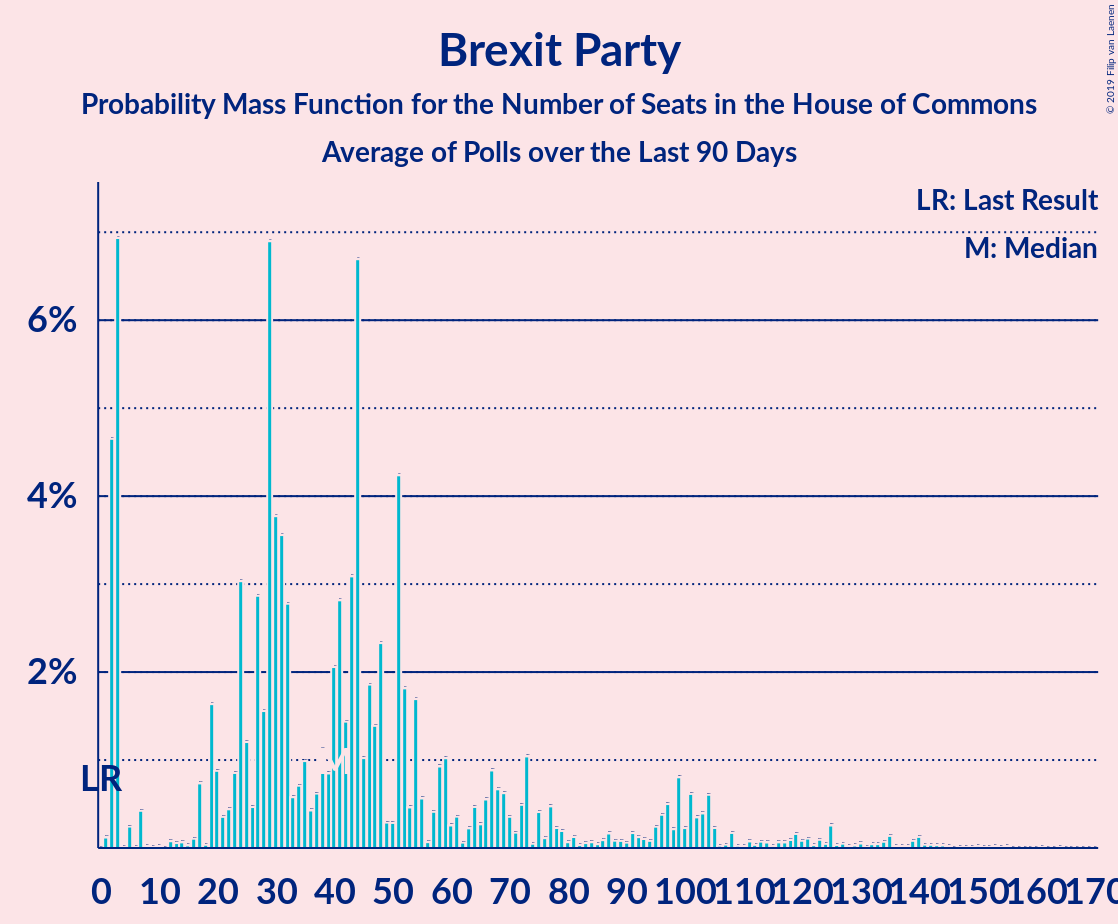 Brexit Party
Probability Mass Function for the Number of Seats in the House of Commons
Average of Polls over the Last 90 Days
© 2019 Filip van Laenen
LR: Last Result
M: Median
6%
4%
2%
LR
M
0 10 20 30 40 50 60 70 80 90 100 110 120 130 140 150 160 170